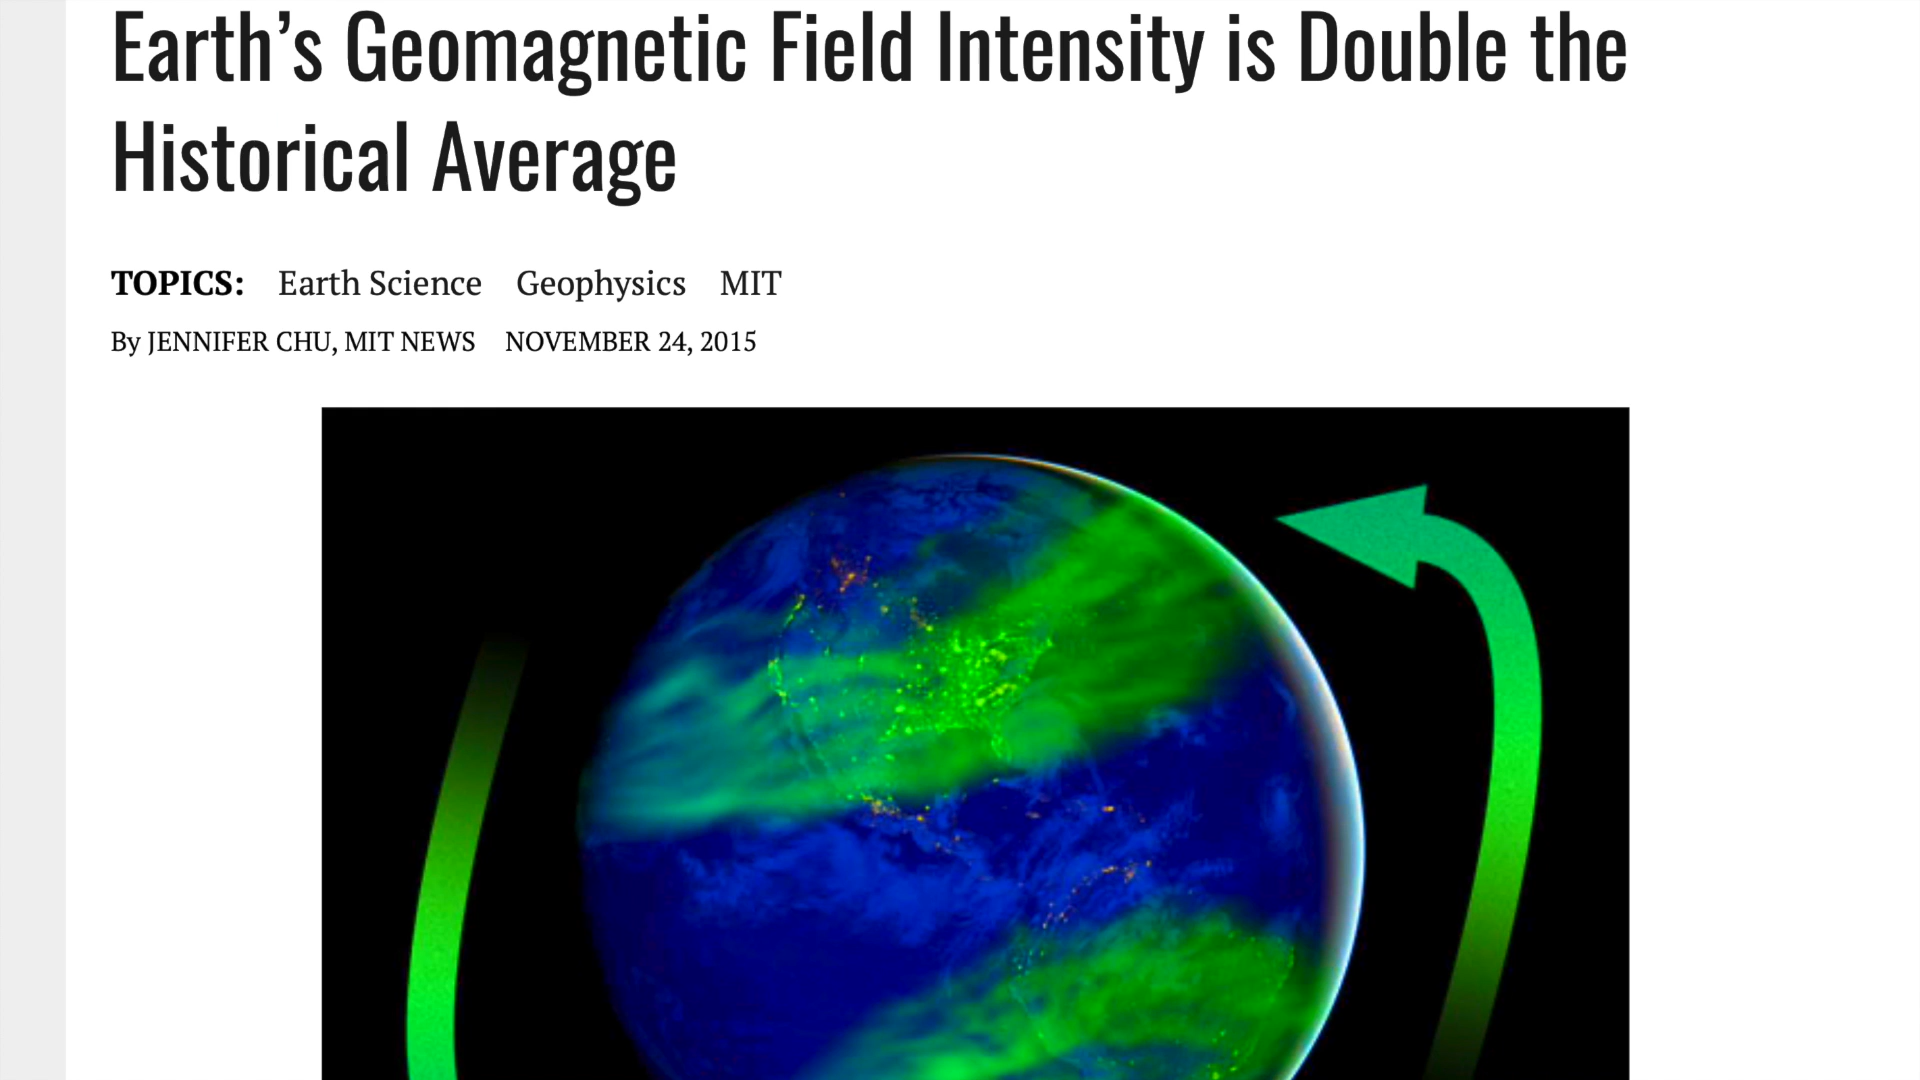 Earth’s Geomagnetic Field Intensity is Double the
Historical Average
TOPICS: Earth Science Geophysics MIT
By JENNIFER CHU, MIT NEWS NOVEMBER 24, 2015